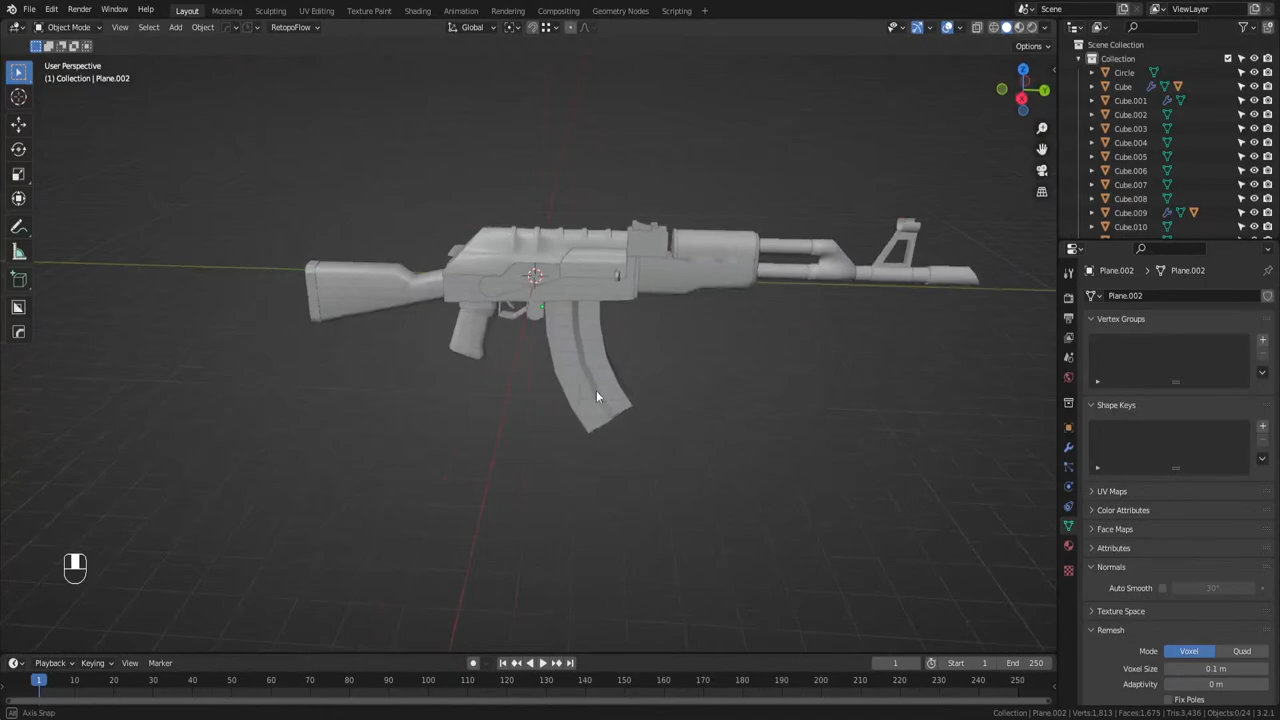 File Edit Render Window Help Layout Modeling Sculpting UV Editing Texture Paint Shading Animation Rendering Compositing Geometry Nodes Scripting + Scene ViewLayer
Object Mode View Select Add Object RetopoFlow Global
Options
User Perspective
(1) Collection | Plane.002
Z
Y
X
Scene Collection
Collection
Circle
Cube
Cube.001
Cube.002
Cube.003
Cube.004
Cube.005
Cube.006
Cube.007
Cube.008
Cube.009
Cube.010
Plane.002 Plane.002
Plane.002
Vertex Groups
Shape Keys
UV Maps
Color Attributes
Face Maps
Attributes
Normals
Auto Smooth 30°
Texture Space
Remesh
Mode Voxel Quad
Voxel Size 0.1 m
Adaptivity 0 m
Fix Poles
Playback Keying View Marker 1 Start 1 End 250
1 10 20 30 40 50 60 70 80 90 100 110 120 130 140 150 160 170 180 190 200 210 220 230 240 250
Alt Axis Snap Collection | Plane.002 | Verts:1,813 | Faces:1,675 | Tris:3,436 | Objects:0/24 | 3.2.1